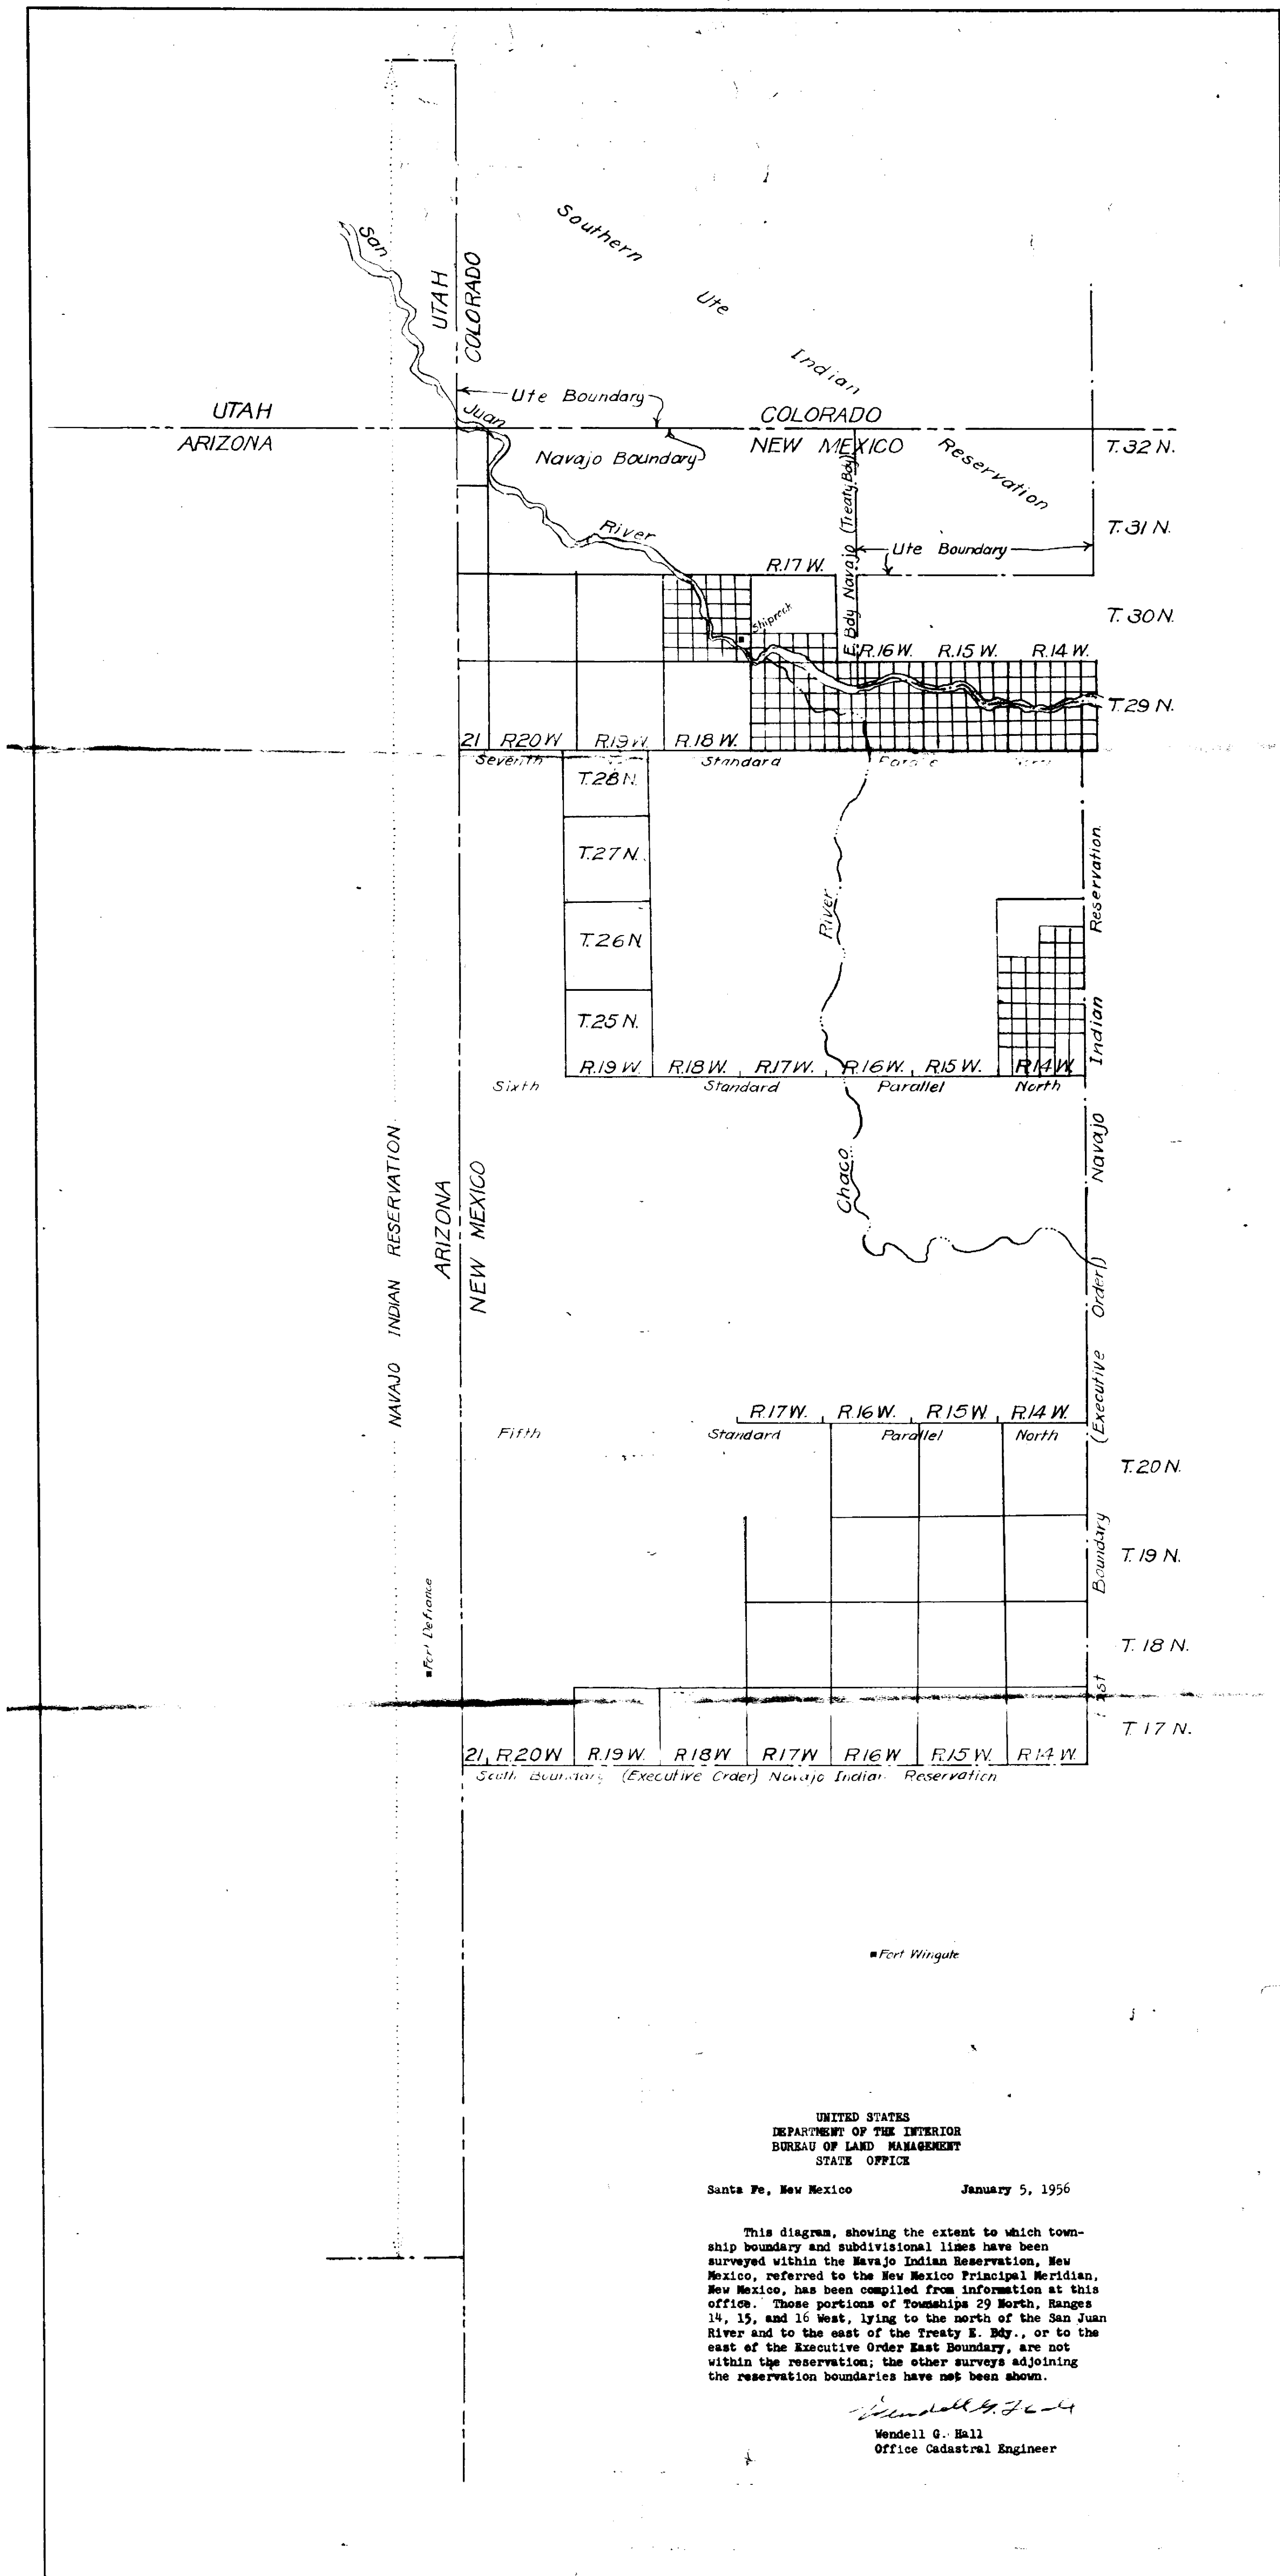 Southern
Ute
Indian
Reservation
San
Juan
River
UTAH
COLORADO
Ute Boundary
UTAH
COLORADO
ARIZONA
NEW MEXICO
Navajo Boundary
T.32 N.
T.31 N.
E. Bdy Navajo (Treaty Bdy)
Ute Boundary
R.17 W.
T.30 N.
Shiprock
R.16 W. R.15 W. R.14 W.
T.29 N.
21 R.20 W R.19 W. R.18 W.
Seventh Standard
T.28 N.
T.27 N.
T.26 N
T.25 N.
R.19 W. R.18 W. R.17 W. R.16 W. R.15 W. R.14 W.
Sixth Standard Parallel North
Chaco River
NAVAJO INDIAN RESERVATION
ARIZONA
NEW MEXICO
R.17 W. R.16 W. R.15 W. R.14 W.
Fifth Standard Parallel North
T.20 N.
T.19 N.
T.18 N.
T.17 N.
Boundary (Executive Order) Navajo Indian Reservation
Fort Defiance
21 R.20 W R.19 W. R.18 W R.17 W R.16 W R.15 W. R.14 W.
South Boundary (Executive Order) Navajo Indian Reservation
Fort Wingate
UNITED STATES
DEPARTMENT OF THE INTERIOR
BUREAU OF LAND MANAGEMENT
STATE OFFICE
Santa Fe, New Mexico January 5, 1956
This diagram, showing the extent to which town-
ship boundary and subdivisional lines have been
surveyed within the Navajo Indian Reservation, New
Mexico, referred to the New Mexico Principal Meridian,
New Mexico, has been compiled from information at this
office. Those portions of Townships 29 North, Ranges
14, 15, and 16 West, lying to the north of the San Juan
River and to the east of the Treaty E. Bdy., or to the
east of the Executive Order East Boundary, are not
within the reservation; the other surveys adjoining
the reservation boundaries have not been shown.
Wendell G. Hall
Wendell G. Hall
Office Cadastral Engineer